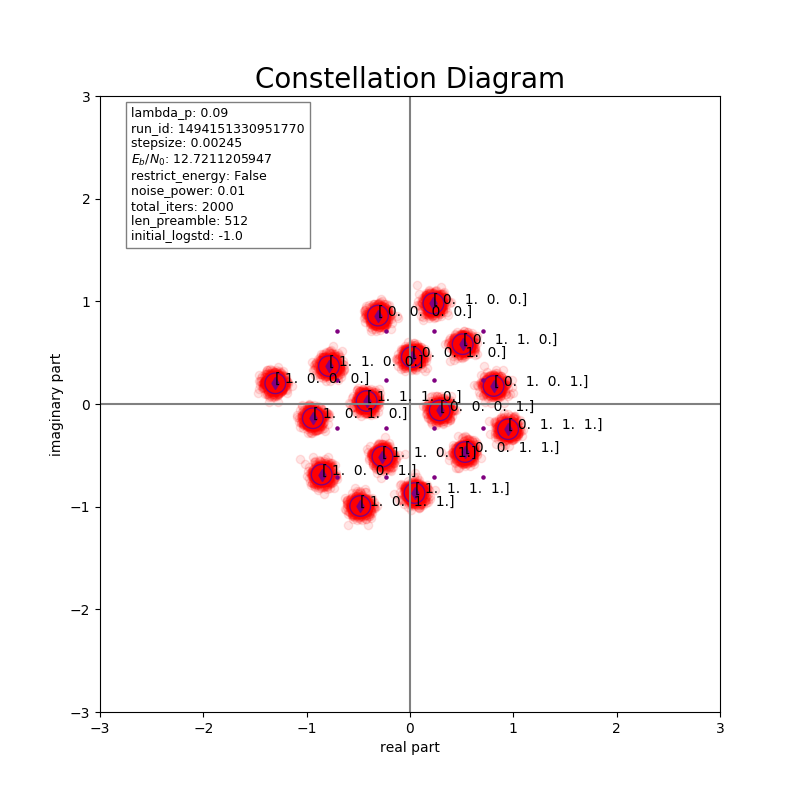 Constellation Diagram
lambda_p: 0.09
run_id: 1494151330951770
stepsize: 0.00245
E_b/N_0: 12.7211205947
restrict_energy: False
noise_power: 0.01
total_iters: 2000
len_preamble: 512
initial_logstd: -1.0
3
2
1
0
−1
−2
−3
imaginary part
[ 0. 1. 0. 0.]
[ 0. 0. 0. 0.]
[ 0. 1. 1. 0.]
[ 0. 0. 1. 0.]
[ 1. 1. 0. 0.]
[ 1. 0. 0. 0.]
[ 0. 1. 0. 1.]
[ 1. 1. 1. 0.]
[ 0. 0. 0. 1.]
[ 1. 0. 1. 0.]
[ 0. 1. 1. 1.]
[ 0. 0. 1. 1.]
[ 1. 1. 0. 1.]
[ 1. 0. 0. 1.]
[ 1. 1. 1. 1.]
[ 1. 0. 1. 1.]
−3 −2 −1 0 1 2 3
real part